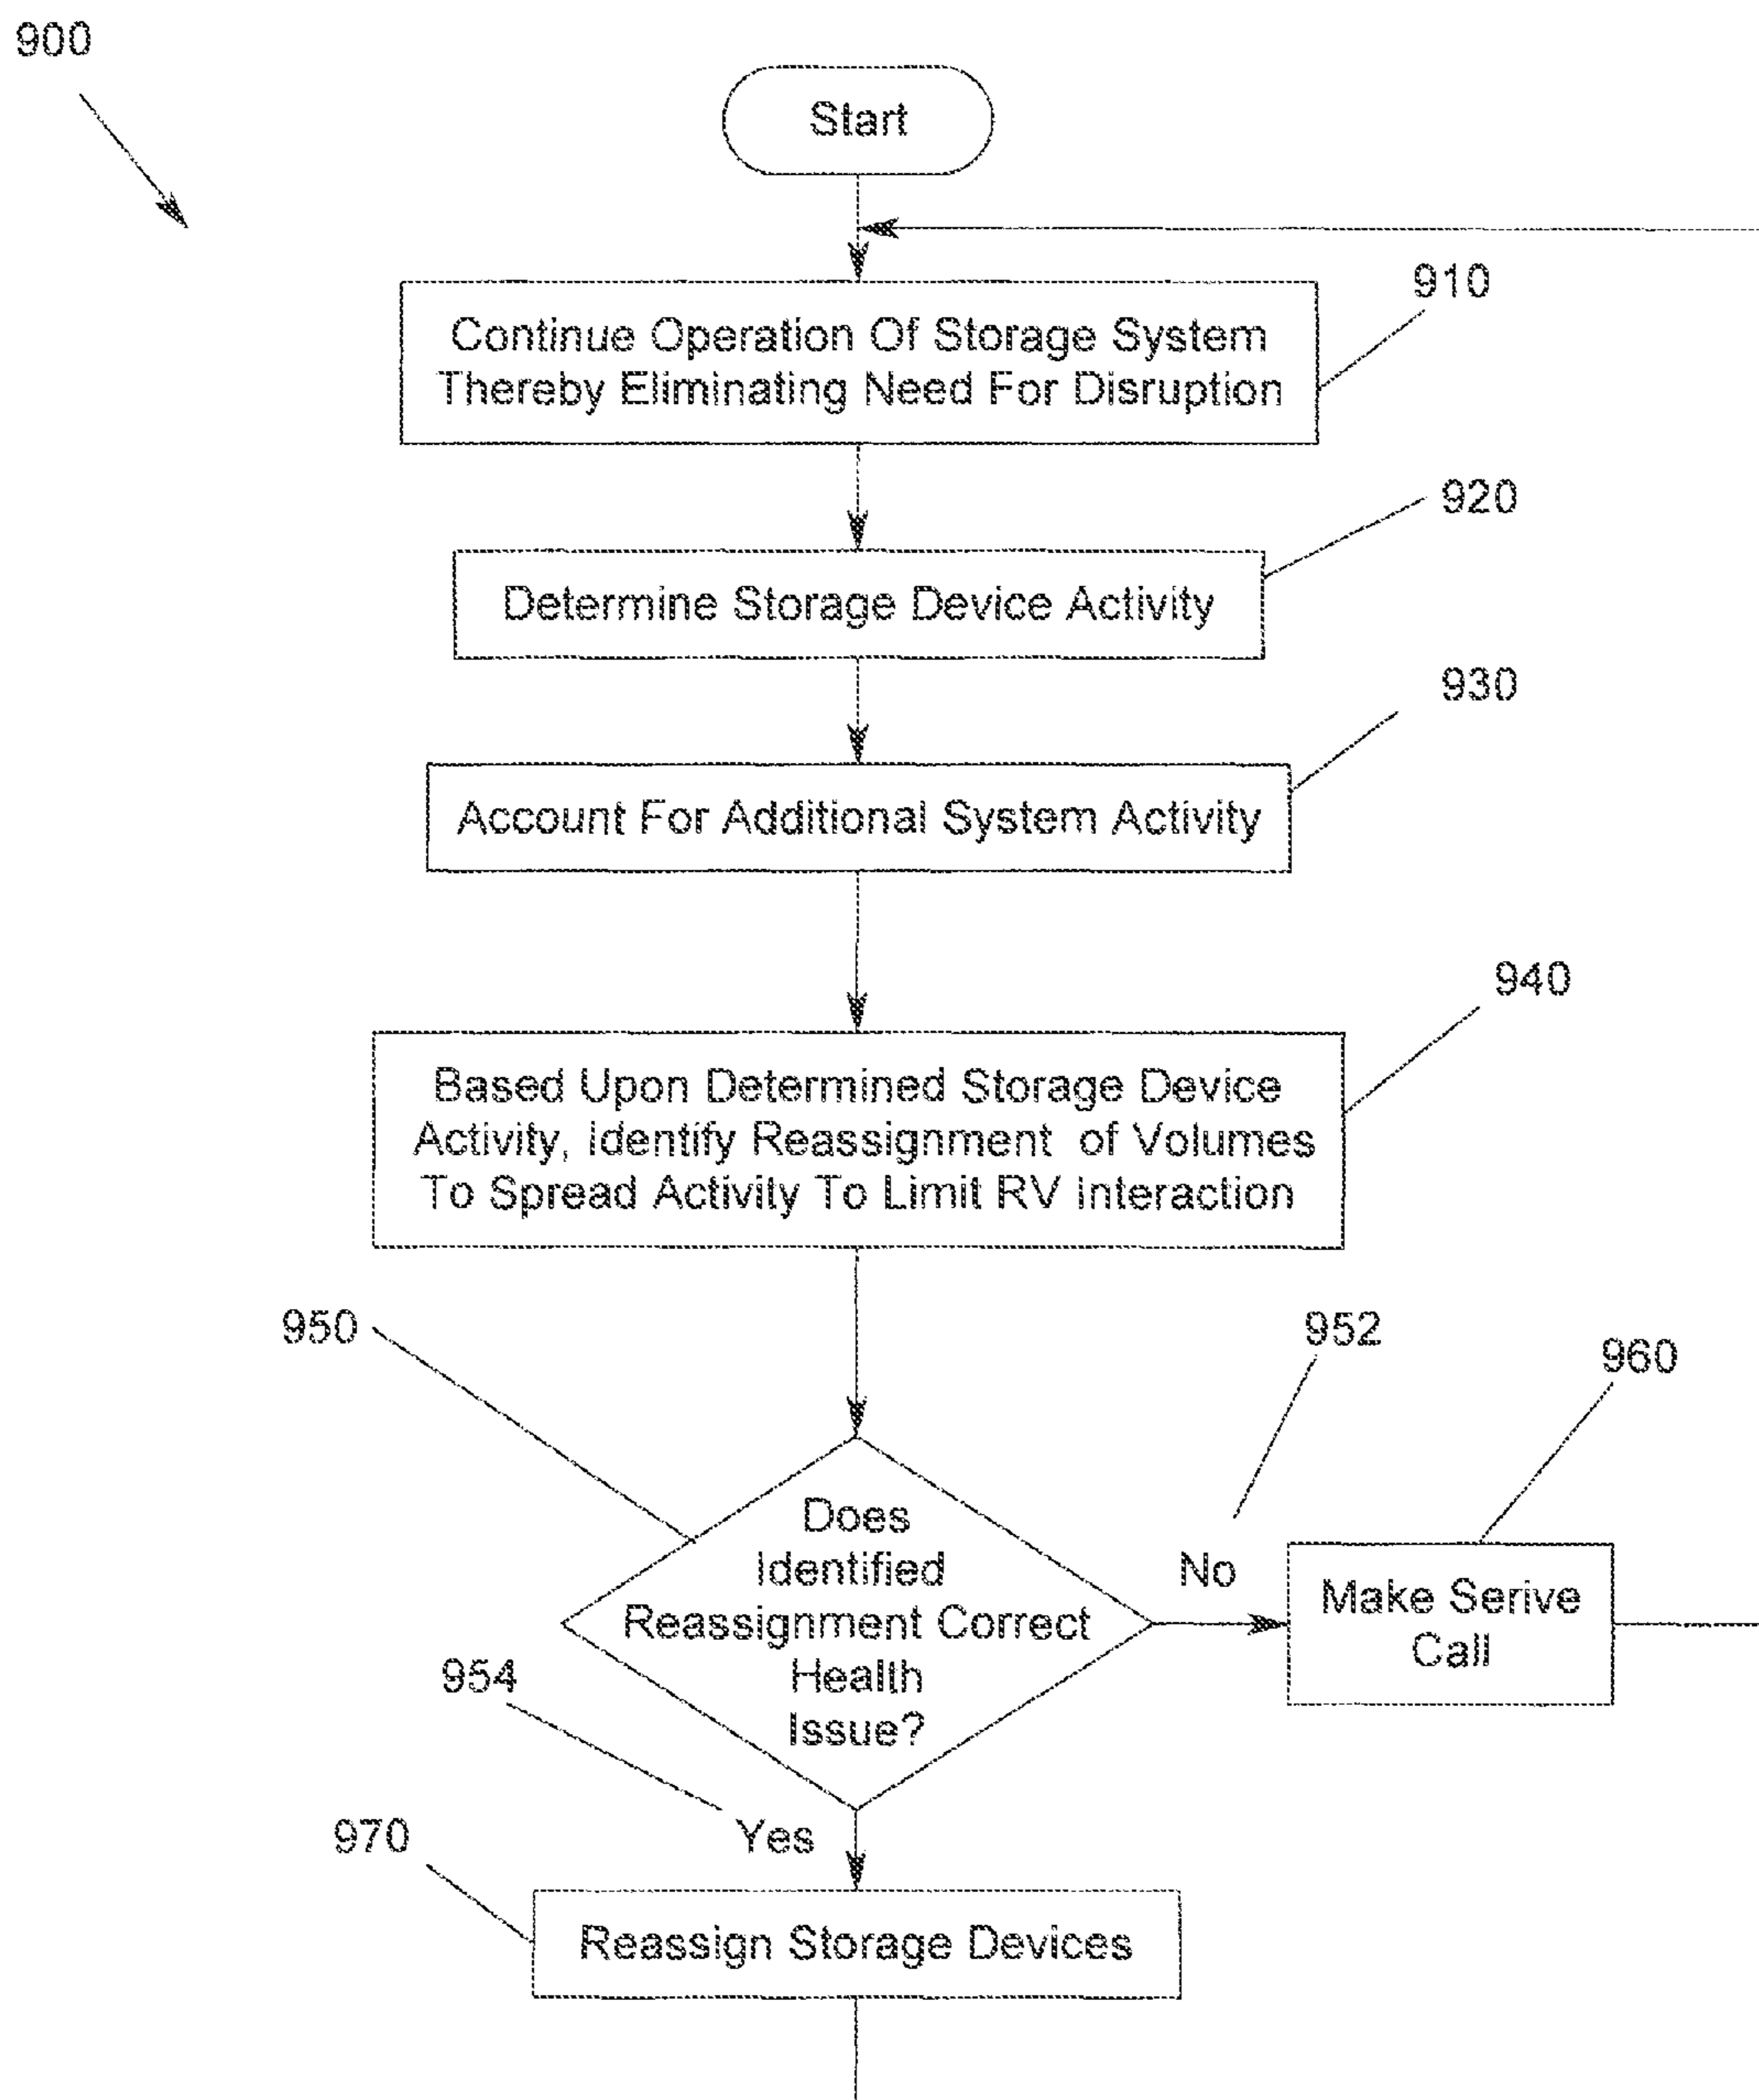 900
Start
910
Continue Operation Of Storage System
Thereby Eliminating Need For Disruption
920
Determine Storage Device Activity
930
Account For Additional System Activity
940
Based Upon Determined Storage Device
Activity, Identify Reassignment of Volumes
To Spread Activity To Limit RV Interaction
950
952
960
Does
Identified
Reassignment Correct
Health
Issue?
No
Make Serive
Call
954
Yes
970
Reassign Storage Devices